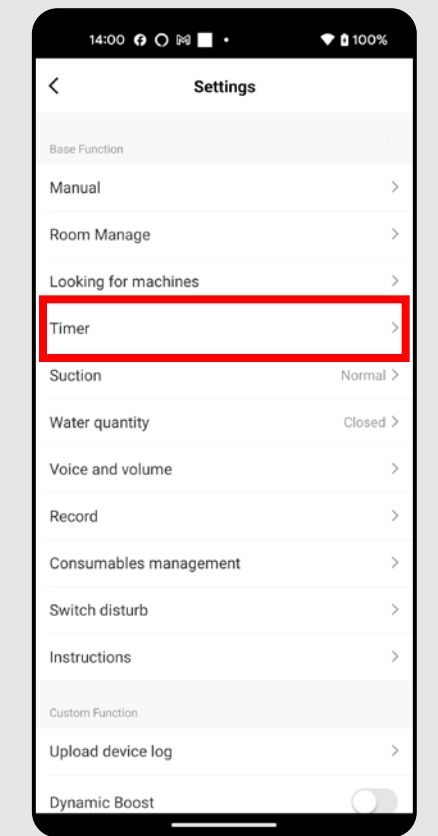 14:00 100%
Settings
Base Function
Manual
Room Manage
Looking for machines
Timer
Suction Normal
Water quantity Closed
Voice and volume
Record
Consumables management
Switch disturb
Instructions
Custom Function
Upload device log
Dynamic Boost